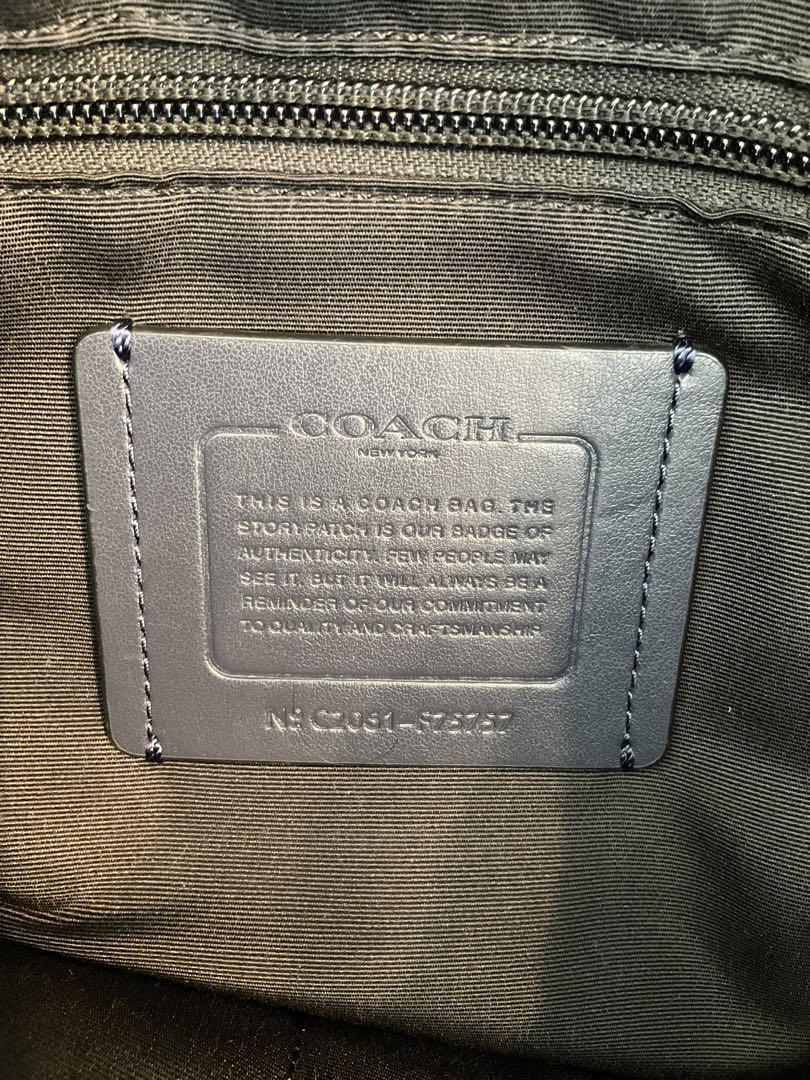 COACH
NEW YORK
THIS IS A COACH BAG. THE
STORYPATCH IS OUR BADGE OF
AUTHENTICITY. FEW PEOPLE MAY
SEE IT. BUT IT WILL ALWAYS BE A
REMINDER OF OUR COMMITMENT
TO QUALITY AND CRAFTSMANSHIP.
Nº C2061-F75757